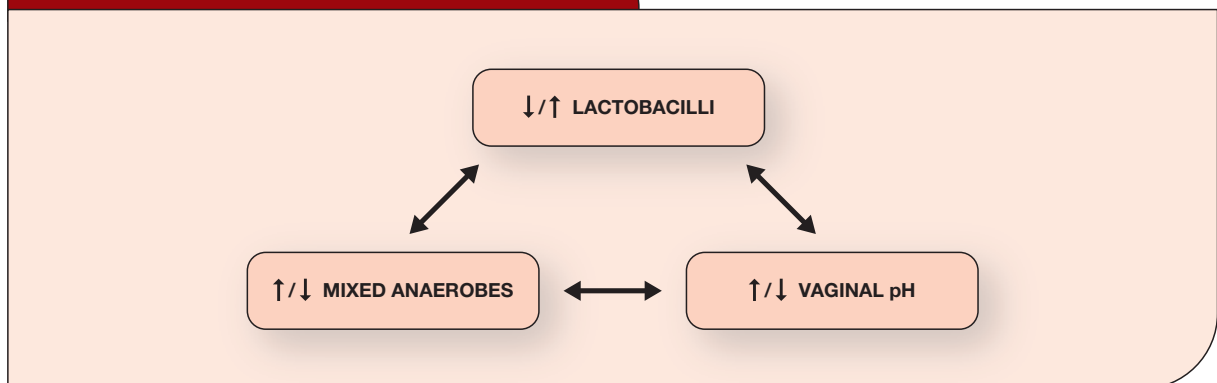 ↓/↑ LACTOBACILLI
↑/↓ MIXED ANAEROBES
↑/↓ VAGINAL pH